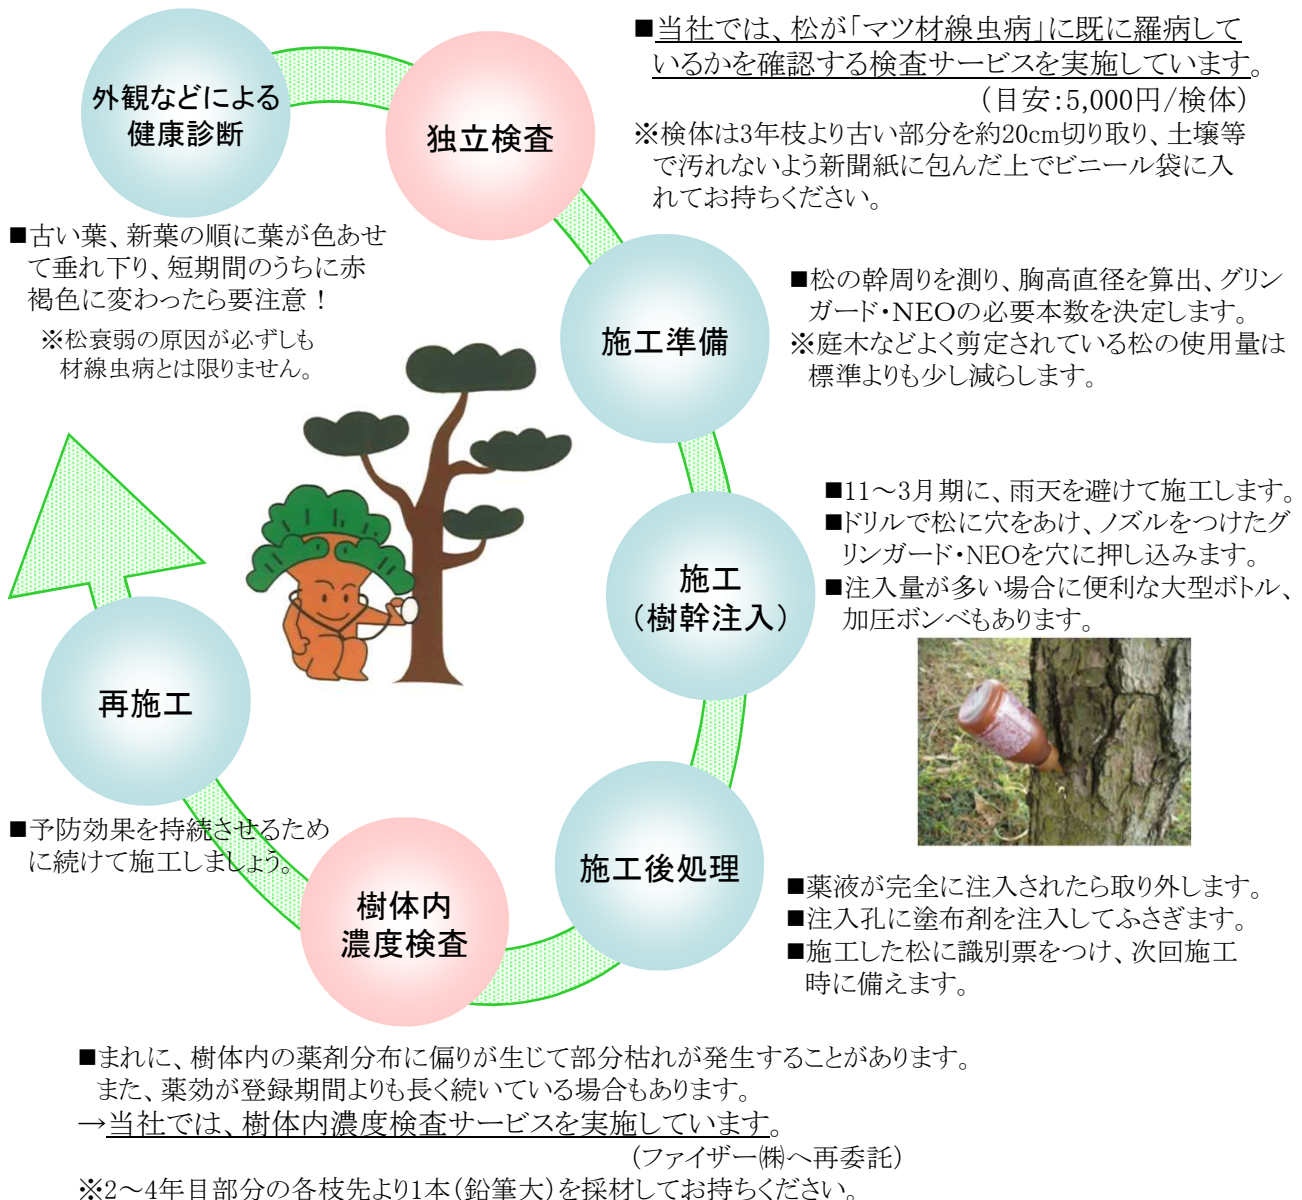 外観などによる
健康診断
■古い葉、新葉の順に葉が色あせ
て垂れ下り、短期間のうちに赤
褐色に変わったら要注意！
※松衰弱の原因が必ずしも
材線虫病とは限りません。
独立検査
■当社では、松が「マツ材線虫病」に既に羅病して
いるかを確認する検査サービスを実施しています。
（目安：5,000円/検体）
※検体は3年枝より古い部分を約20cm切り取り、土壌等
で汚れないよう新聞紙に包んだ上でビニール袋に入
れてお持ちください。
施工準備
■松の幹周りを測り、胸高直径を算出、グリン
ガード・NEOの必要本数を決定します。
※庭木などよく剪定されている松の使用量は
標準よりも少し減らします。
施工
（樹幹注入）
■11～3月期に、雨天を避けて施工します。
■ドリルで松に穴をあけ、ノズルをつけたグ
リンガード・NEOを穴に押し込みます。
■注入量が多い場合に便利な大型ボトル、
加圧ボンベもあります。
施工後処理
■薬液が完全に注入されたら取り外します。
■注入孔に塗布剤を注入してふさぎます。
■施工した松に識別票をつけ、次回施工
時に備えます。
樹体内
濃度検査
■まれに、樹体内の薬剤分布に偏りが生じて部分枯れが発生することがあります。
また、薬効が登録期間よりも長く続いている場合もあります。
→当社では、樹体内濃度検査サービスを実施しています。
（ファイザー㈱へ再委託）
※2～4年目部分の各枝先より1本（鉛筆大）を採材してお持ちください。
再施工
■予防効果を持続させるため
に続けて施工しましょう。